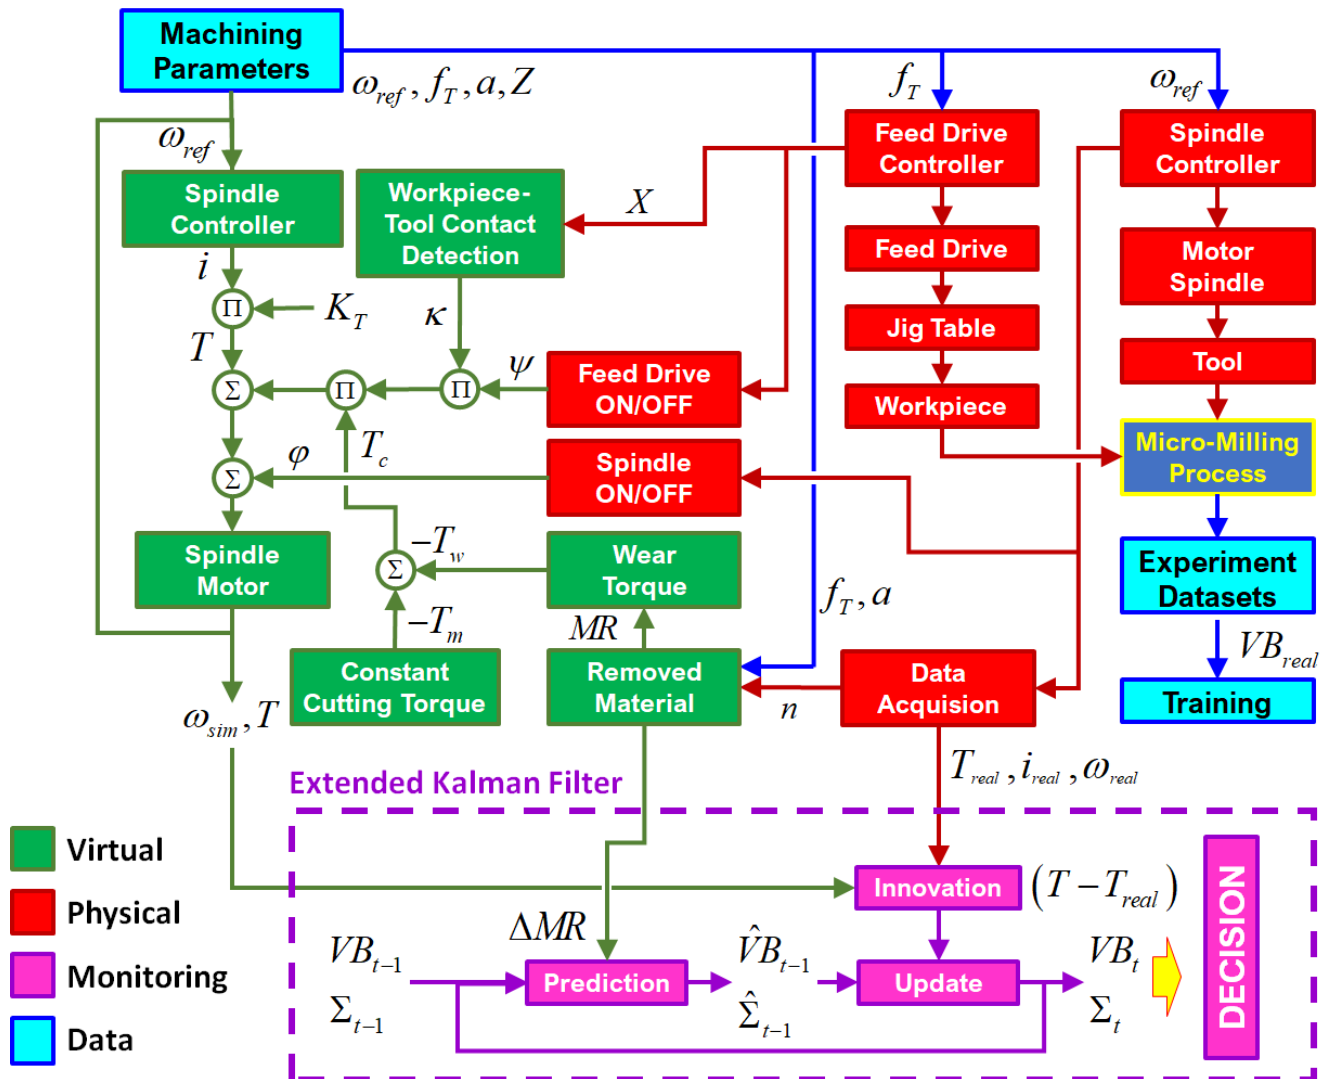 Machining
Parameters
ω_ref, f_T, a, Z
f_T
ω_ref
ω_ref
Spindle
Controller
Workpiece-
Tool Contact
Detection
X
Feed Drive
Controller
Spindle
Controller
i
Π
K_T
κ
Feed Drive
Motor
Spindle
T
Jig Table
Σ
Π
Π
ψ
Feed Drive
ON/OFF
Tool
Workpiece
T_c
φ
Σ
Spindle
ON/OFF
Micro-Milling
Process
Spindle
Motor
Σ
-T_w
Wear
Torque
Experiment
Datasets
-T_m
MR
f_T, a
VB_real
Constant
Cutting Torque
Removed
Material
n
Data
Acquision
Training
ω_sim, T
T_real, i_real, ω_real
Extended Kalman Filter
Virtual
Physical
Monitoring
Data
Innovation
(T - T_real)
ΔMR
VB_{t-1}
Σ_{t-1}
Prediction
V̂B_{t-1}
Σ̂_{t-1}
Update
VB_t
Σ_t
DECISION